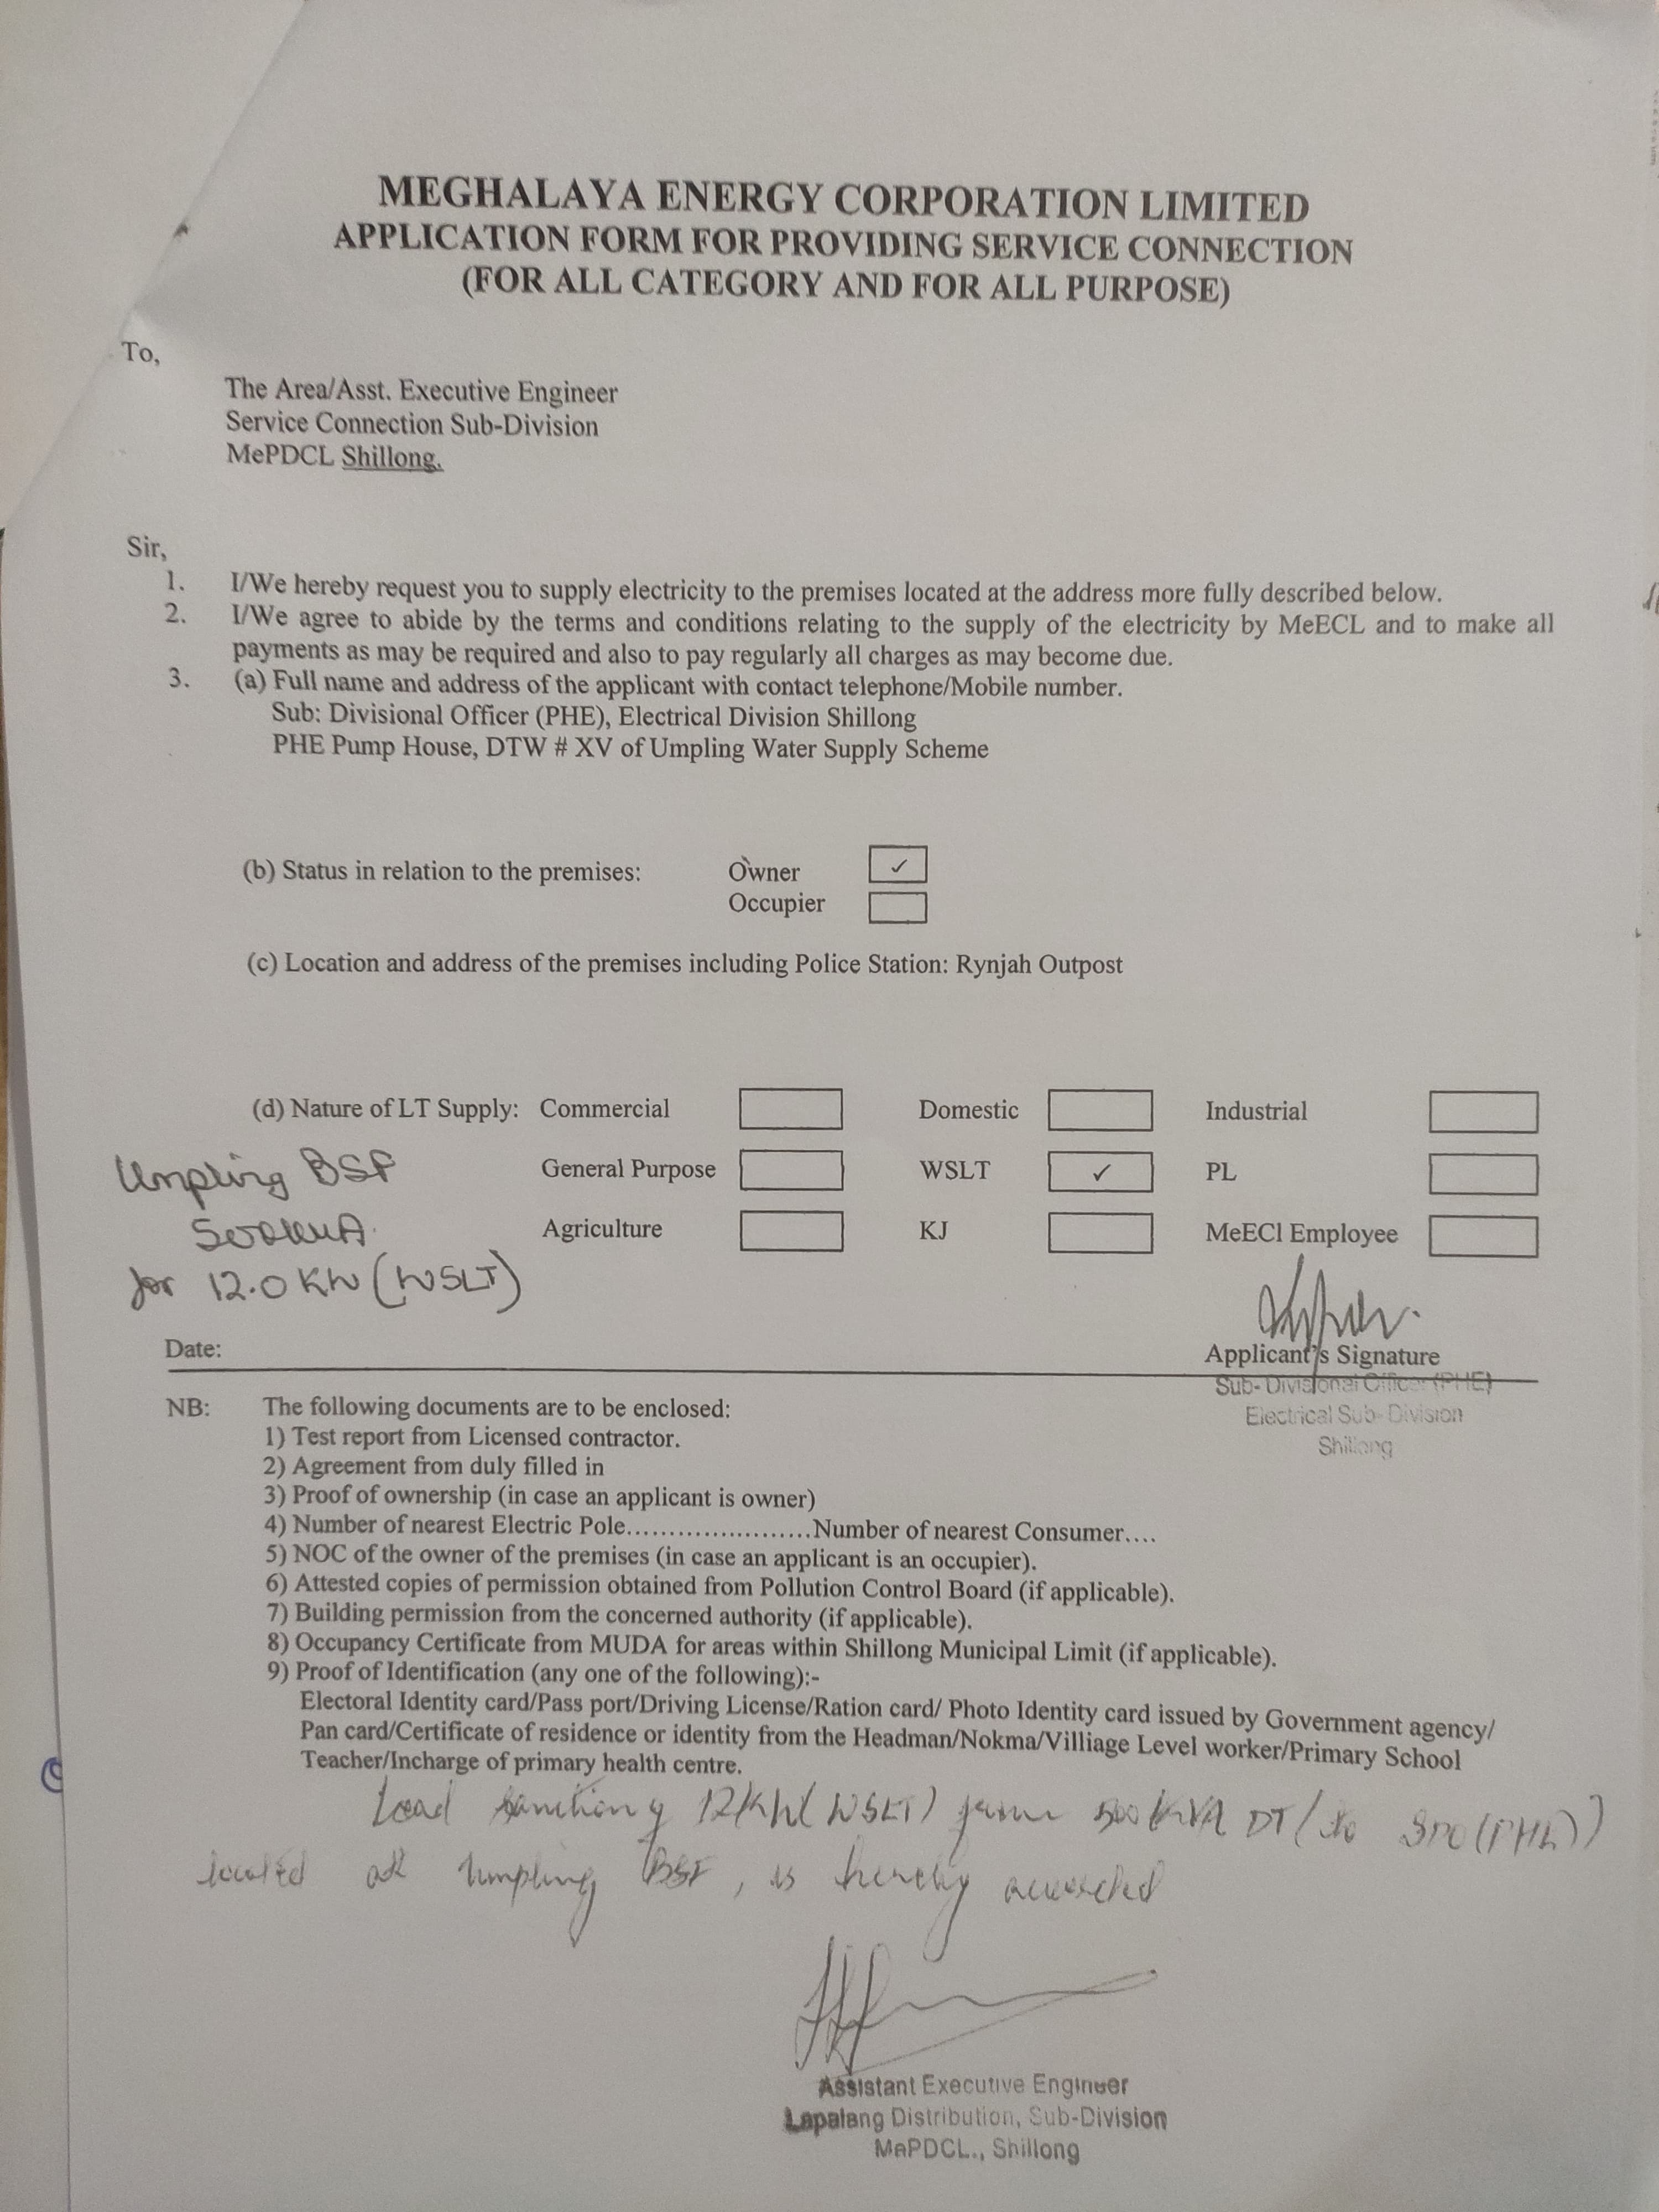 MEGHALAYA ENERGY CORPORATION LIMITED
APPLICATION FORM FOR PROVIDING SERVICE CONNECTION
(FOR ALL CATEGORY AND FOR ALL PURPOSE)
To,
The Area/Asst. Executive Engineer
Service Connection Sub-Division
MePDCL Shillong.
Sir,
1. I/We hereby request you to supply electricity to the premises located at the address more fully described below.
2. I/We agree to abide by the terms and conditions relating to the supply of the electricity by MeECL and to make all
payments as may be required and also to pay regularly all charges as may become due.
3. (a) Full name and address of the applicant with contact telephone/Mobile number.
Sub: Divisional Officer (PHE), Electrical Division Shillong
PHE Pump House, DTW # XV of Umpling Water Supply Scheme
(b) Status in relation to the premises: Owner ✓
Occupier
(c) Location and address of the premises including Police Station: Rynjah Outpost
(d) Nature of LT Supply: Commercial Domestic Industrial
Umpling BSF
General Purpose WSLT ✓ PL
500KVA.
Agriculture KJ MeECl Employee
for 12.0 KW (WSLT)
Date: Applicant's Signature
Sub-Divisional Officer (PHE)
Electrical Sub-Division
Shillong
NB: The following documents are to be enclosed:
1) Test report from Licensed contractor.
2) Agreement from duly filled in
3) Proof of ownership (in case an applicant is owner)
4) Number of nearest Electric Pole......................Number of nearest Consumer....
5) NOC of the owner of the premises (in case an applicant is an occupier).
6) Attested copies of permission obtained from Pollution Control Board (if applicable).
7) Building permission from the concerned authority (if applicable).
8) Occupancy Certificate from MUDA for areas within Shillong Municipal Limit (if applicable).
9) Proof of Identification (any one of the following):-
Electoral Identity card/Pass port/Driving License/Ration card/ Photo Identity card issued by Government agency/
Pan card/Certificate of residence or identity from the Headman/Nokma/Villiage Level worker/Primary School
Teacher/Incharge of primary health centre.
Load sanction of 12KW (WSLT) from 500 KVA DT (to SDO (PHE))
located at Umpling BSF, is hereby accorded
Assistant Executive Engineer
Lapalang Distribution, Sub-Division
MePDCL., Shillong